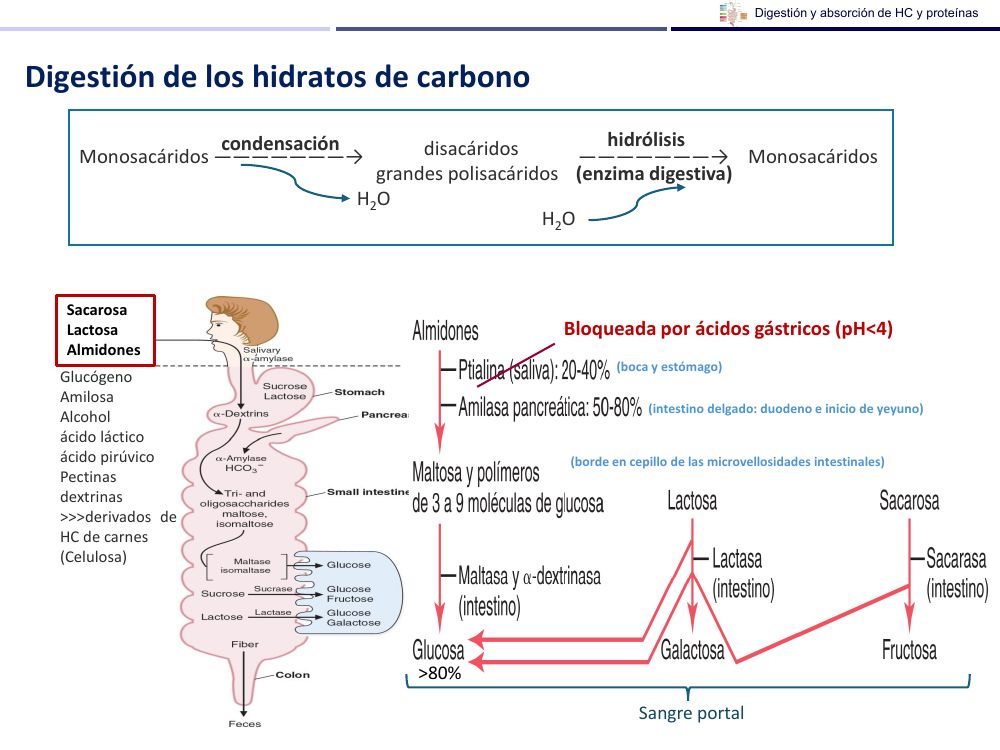 Digestión y absorción de HC y proteínas
Digestión de los hidratos de carbono
Monosacáridos
condensación
H2O
disacáridos
grandes polisacáridos
hidrólisis
(enzima digestiva)
H2O
Monosacáridos
Sacarosa
Lactosa
Almidones
Glucógeno
Amilosa
Alcohol
ácido láctico
ácido pirúvico
Pectinas
dextrinas
>>>derivados de
HC de carnes
(Celulosa)
Salivary
α-amylase
Sucrose
Lactose
Stomach
α-Dextrins
Pancrea
α-Amylase
HCO3−
Tri- and
oligosaccharides
maltose,
isomaltose
Small intestine
Maltase
isomaltose
Glucose
Sucrose
Sucrase
Glucose
Fructose
Lactose
Lactase
Glucose
Galactose
Fiber
Colon
Feces
Almidones
Bloqueada por ácidos gástricos (pH<4)
Ptialina (saliva): 20-40% (boca y estómago)
Amilasa pancreática: 50-80% (intestino delgado: duodeno e inicio de yeyuno)
Maltosa y polímeros
de 3 a 9 moléculas de glucosa
(borde en cepillo de las microvellosidades intestinales)
Lactosa
Sacarosa
Maltasa y α-dextrinasa
(intestino)
Lactasa
(intestino)
Sacarasa
(intestino)
Glucosa
>80%
Galactosa
Fructosa
Sangre portal